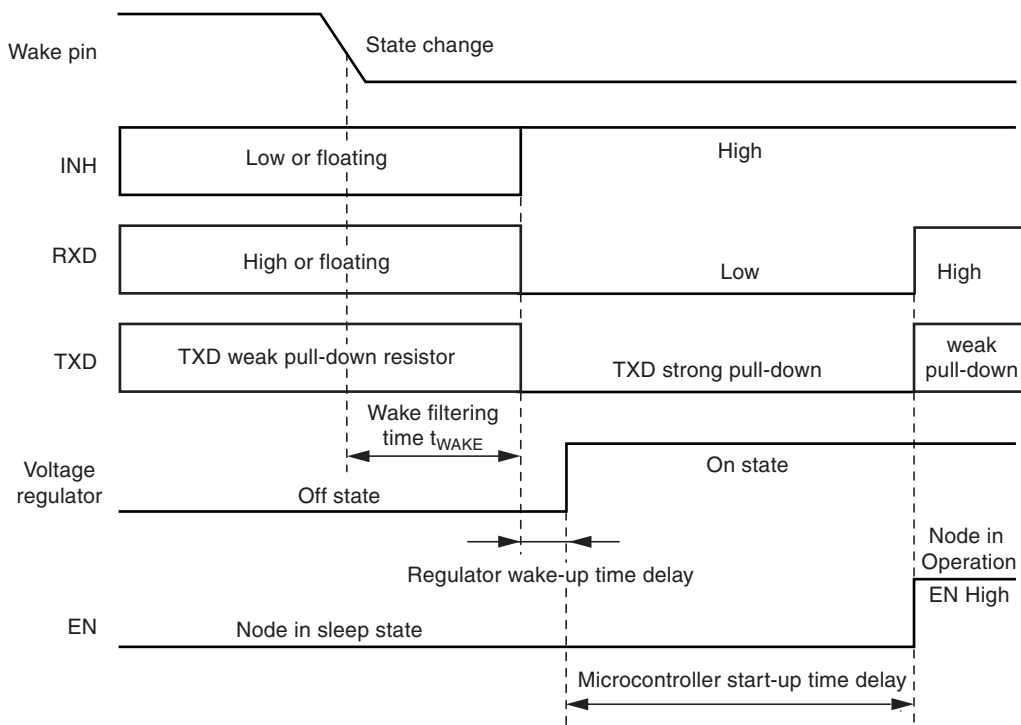 Wake pin
State change
INH
Low or floating
High
RXD
High or floating
Low
High
TXD
TXD weak pull-down resistor
TXD strong pull-down
weak
pull-down
Wake filtering
time tWAKE
Voltage
regulator
Off state
On state
Regulator wake-up time delay
Node in
Operation
EN
Node in sleep state
EN High
Microcontroller start-up time delay